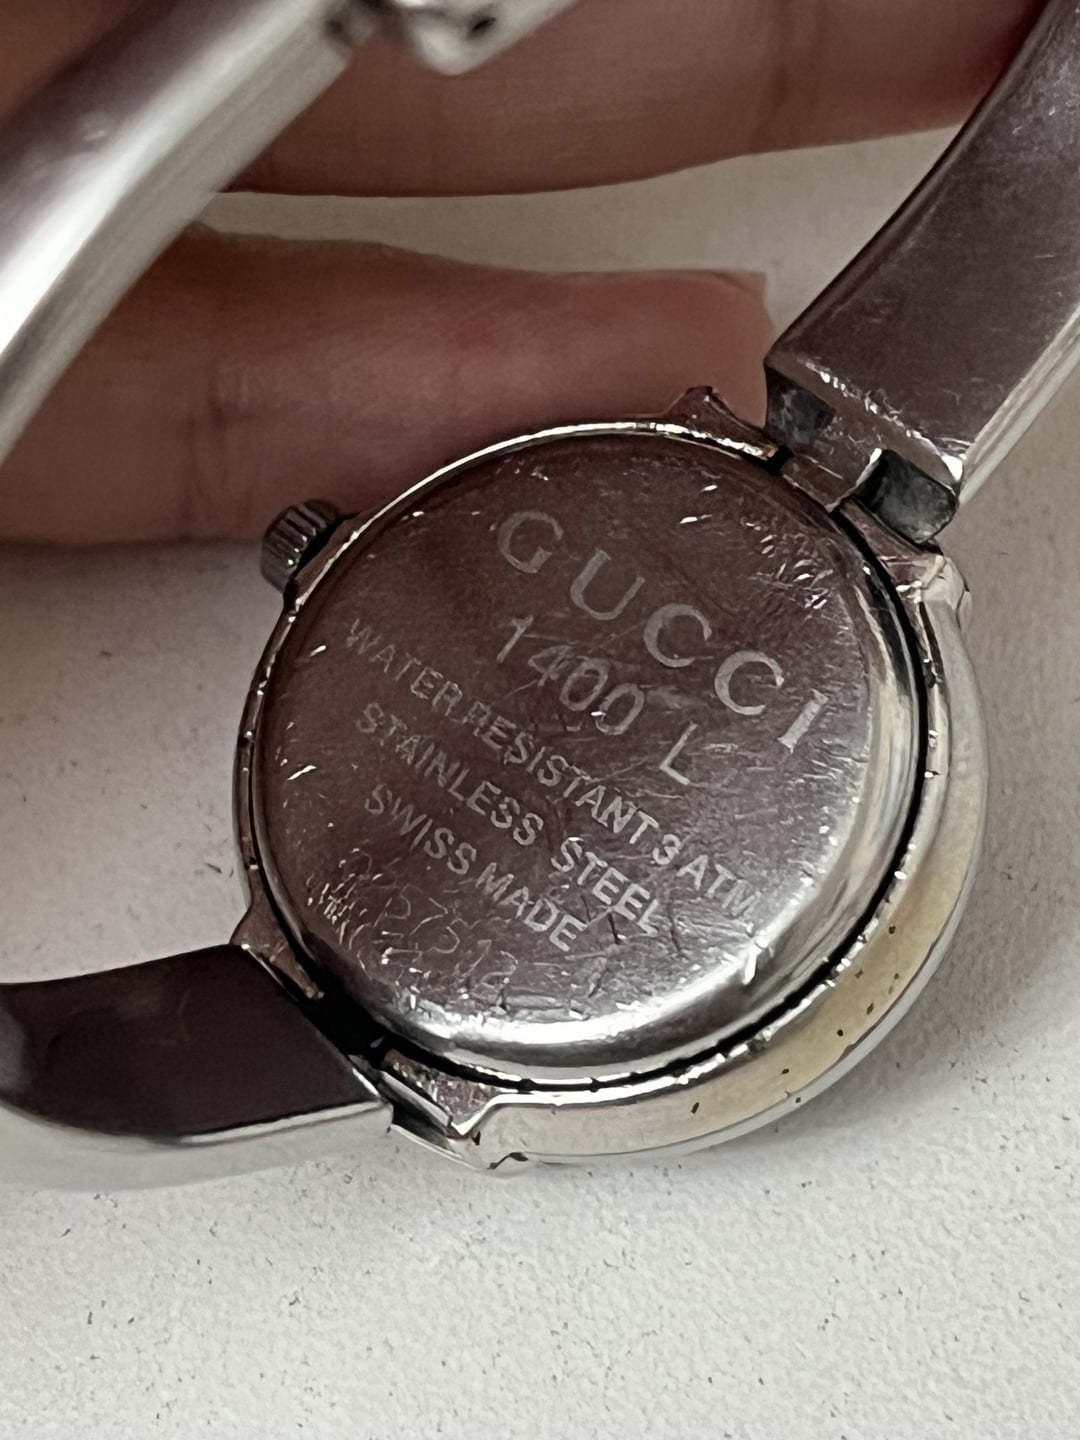 GUCCI
1400 L
WATER RESISTANT 3 ATM
STAINLESS STEEL
SWISS MADE